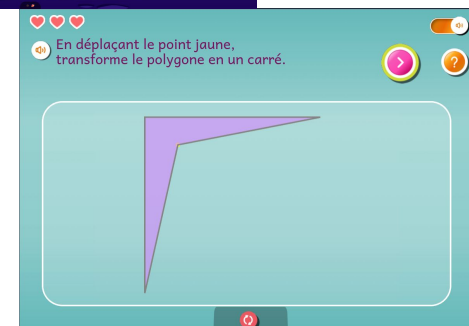 En déplaçant le point jaune,
transforme le polygone en un carré.
?